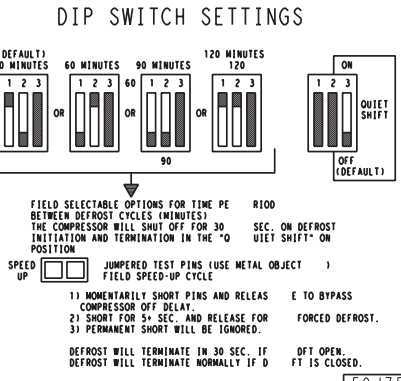 DIP SWITCH SETTINGS
DEFAULT)
0 MINUTES
60 MINUTES
90 MINUTES
120 MINUTES
120
ON
1 2 3
OR
1 2 3
60
OR
1 2 3
OR
1 2 3
1 2 3
QUIET
SHIFT
90
OFF
(DEFAULT)
FIELD SELECTABLE OPTIONS FOR TIME PE RIOD
BETWEEN DEFROST CYCLES (MINUTES)
THE COMPRESSOR WILL SHUT OFF FOR 30 SEC. ON DEFROST
INITIATION AND TERMINATION IN THE "Q UIET SHIFT" ON
POSITION
SPEED
UP
JUMPERED TEST PINS (USE METAL OBJECT )
FIELD SPEED-UP CYCLE
1) MOMENTARILY SHORT PINS AND RELEAS E TO BYPASS
COMPRESSOR OFF DELAY.
2) SHORT FOR 5+ SEC. AND RELEASE FOR FORCED DEFROST.
3) PERMANENT SHORT WILL BE IGNORED.
DEFROST WILL TERMINATE IN 30 SEC. IF DFT OPEN.
DEFROST WILL TERMINATE NORMALLY IF D FT IS CLOSED.